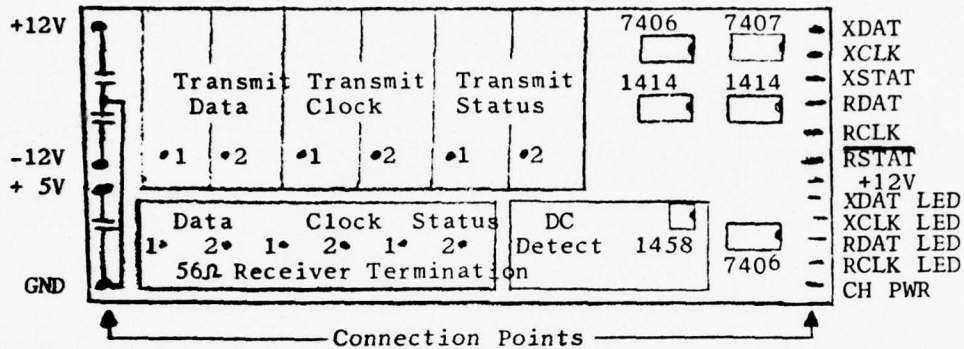 +12V
-12V
+ 5V
GND
Transmit Data
Transmit Clock
Transmit Status
•1 •2 •1 •2 •1 •2
7406 7407
1414 1414
Data Clock Status
1• 2• 1• 2• 1• 2•
56Ω Receiver Termination
DC Detect 1458
7406
XDAT
XCLK
XSTAT
RDAT
RCLK
RSTAT
+12V
XDAT LED
XCLK LED
RDAT LED
RCLK LED
CH PWR
Connection Points